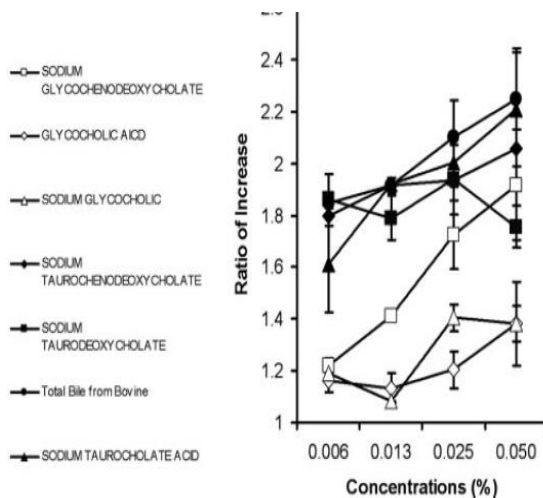 SODIUM
GLYCOCHENODEOXYCHOLATE
GLYCOCHOLIC AICD
SODIUM GLYCOCHOLIC
SODIUM
TAUROCHENODEOXYCHOLATE
SODIUM
TAURODEOXYCHOLATE
Total Bile from Bovine
SODIUM TAUROCHOLATE ACID
Ratio of Increase
2.6
2.4
2.2
2
1.8
1.6
1.4
1.2
1
0.006 0.013 0.025 0.050
Concentrations (%)